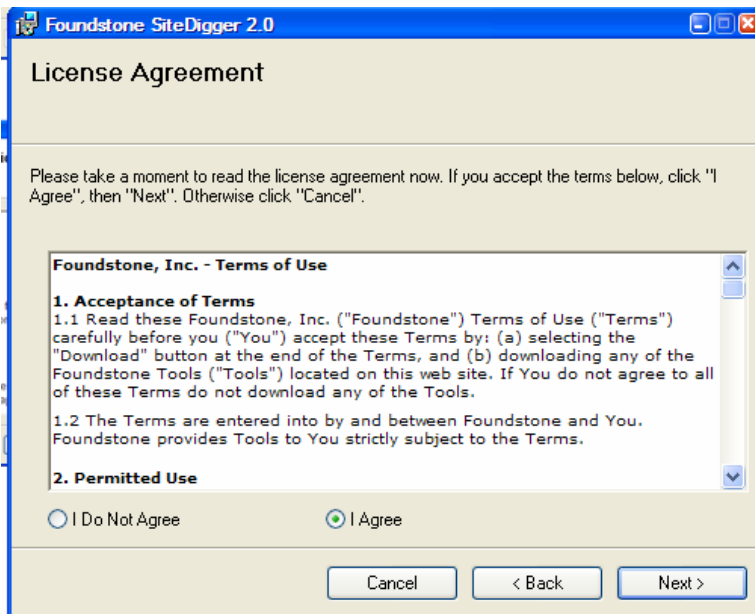 Foundstone SiteDigger 2.0
License Agreement
Please take a moment to read the license agreement now. If you accept the terms below, click "I
Agree", then "Next". Otherwise click "Cancel".
Foundstone, Inc. - Terms of Use
1. Acceptance of Terms
1.1 Read these Foundstone, Inc. ("Foundstone") Terms of Use ("Terms")
carefully before you ("You") accept these Terms by: (a) selecting the
"Download" button at the end of the Terms, and (b) downloading any of the
Foundstone Tools ("Tools") located on this web site. If You do not agree to all
of these Terms do not download any of the Tools.
1.2 The Terms are entered into by and between Foundstone and You.
Foundstone provides Tools to You strictly subject to the Terms.
2. Permitted Use
I Do Not Agree
I Agree
Cancel
< Back
Next >